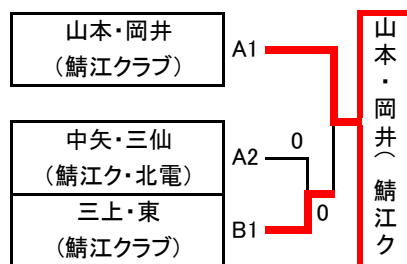 山本・岡井
（鯖江クラブ）
A1
中矢・三仙
（鯖江ク・北電）
A2
0
三上・東
（鯖江クラブ）
B1
0
山本・岡井（鯖江ク